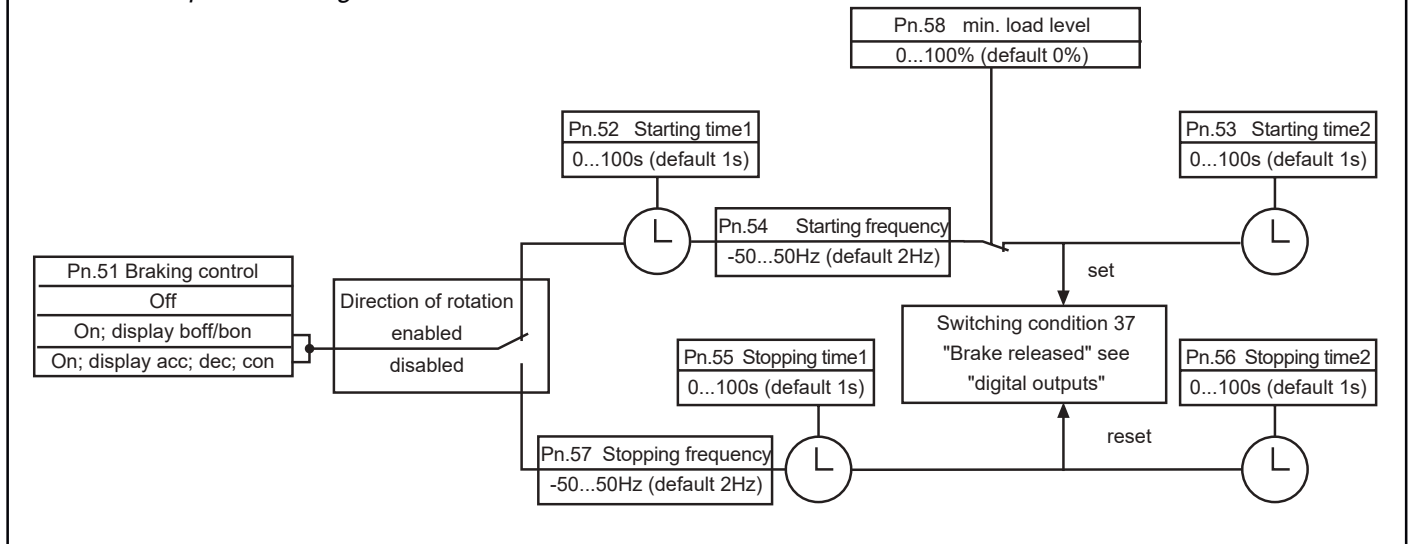 Pn.58 min. load level
0...100% (default 0%)
Pn.52 Starting time1
0...100s (default 1s)
Pn.53 Starting time2
0...100s (default 1s)
Pn.54 Starting frequency
-50...50Hz (default 2Hz)
set
Pn.51 Braking control
Off
On; display boff/bon
On; display acc; dec; con
Direction of rotation
enabled
disabled
Switching condition 37
"Brake released" see
"digital outputs"
Pn.55 Stopping time1
0...100s (default 1s)
Pn.56 Stopping time2
0...100s (default 1s)
reset
Pn.57 Stopping frequency
-50...50Hz (default 2Hz)